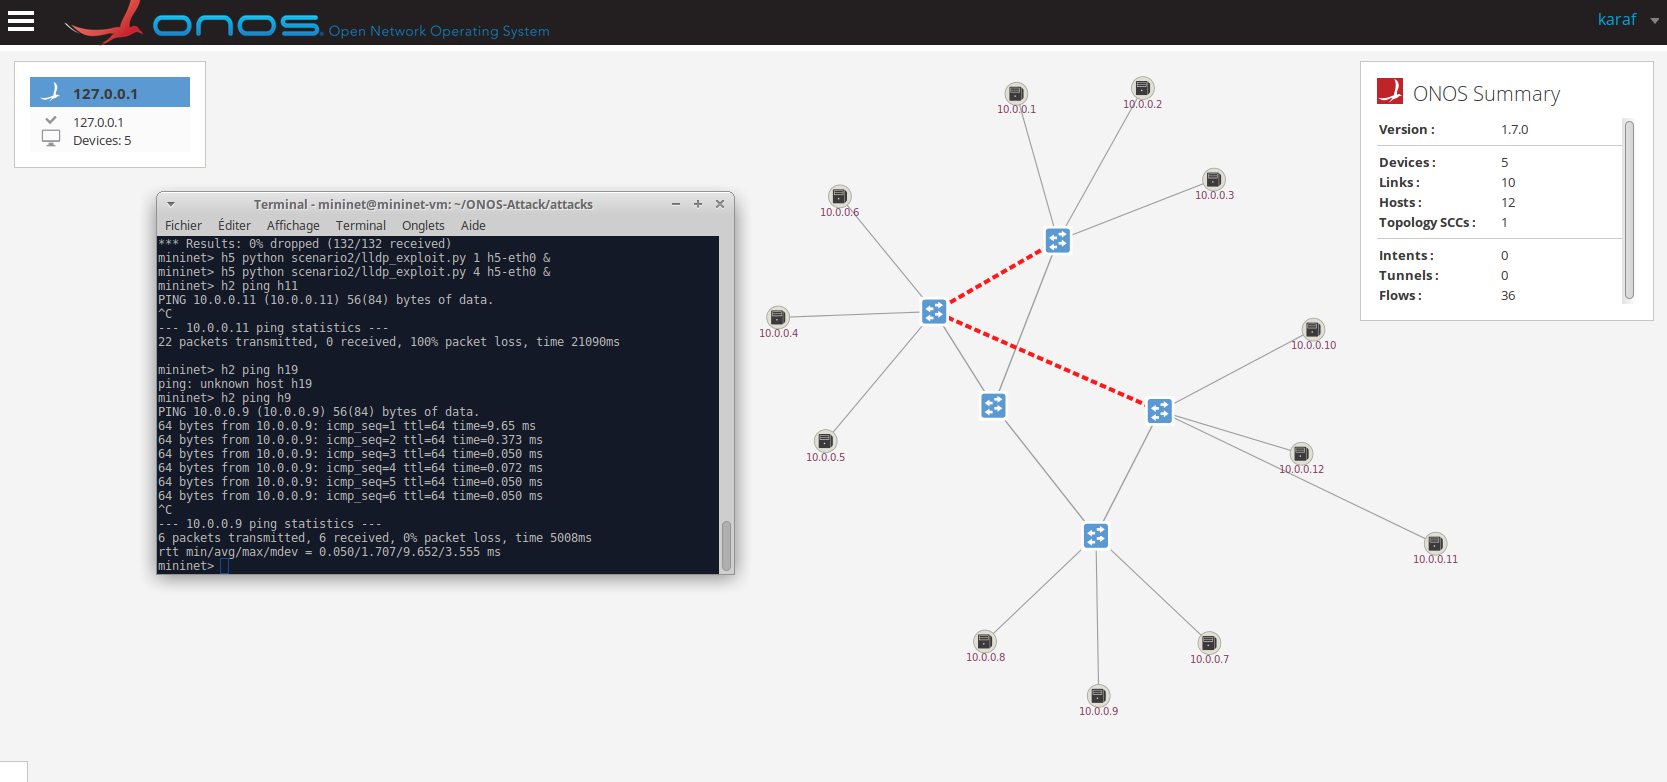 onos. Open Network Operating System
karaf
127.0.0.1
127.0.0.1
Devices: 5
Terminal - mininet@mininet-vm: ~/ONOS-Attack/attacks
Fichier Éditer Affichage Terminal Onglets Aide
*** Results: 0% dropped (132/132 received)
mininet> h5 python scenario2/lldp_exploit.py 1 h5-eth0 &
mininet> h5 python scenario2/lldp_exploit.py 4 h5-eth0 &
mininet> h2 ping h11
PING 10.0.0.11 (10.0.0.11) 56(84) bytes of data.
^C
--- 10.0.0.11 ping statistics ---
22 packets transmitted, 0 received, 100% packet loss, time 21090ms
mininet> h2 ping h19
ping: unknown host h19
mininet> h2 ping h9
PING 10.0.0.9 (10.0.0.9) 56(84) bytes of data.
64 bytes from 10.0.0.9: icmp_seq=1 ttl=64 time=9.65 ms
64 bytes from 10.0.0.9: icmp_seq=2 ttl=64 time=0.373 ms
64 bytes from 10.0.0.9: icmp_seq=3 ttl=64 time=0.050 ms
64 bytes from 10.0.0.9: icmp_seq=4 ttl=64 time=0.072 ms
64 bytes from 10.0.0.9: icmp_seq=5 ttl=64 time=0.050 ms
64 bytes from 10.0.0.9: icmp_seq=6 ttl=64 time=0.050 ms
^C
--- 10.0.0.9 ping statistics ---
6 packets transmitted, 6 received, 0% packet loss, time 5008ms
rtt min/avg/max/mdev = 0.050/1.707/9.652/3.555 ms
mininet>
10.0.0.1
10.0.0.2
10.0.0.3
10.0.0.6
10.0.0.4
10.0.0.5
10.0.0.10
10.0.0.12
10.0.0.11
10.0.0.8
10.0.0.7
10.0.0.9
ONOS Summary
Version : 1.7.0
Devices : 5
Links : 10
Hosts : 12
Topology SCCs : 1
Intents : 0
Tunnels : 0
Flows : 36